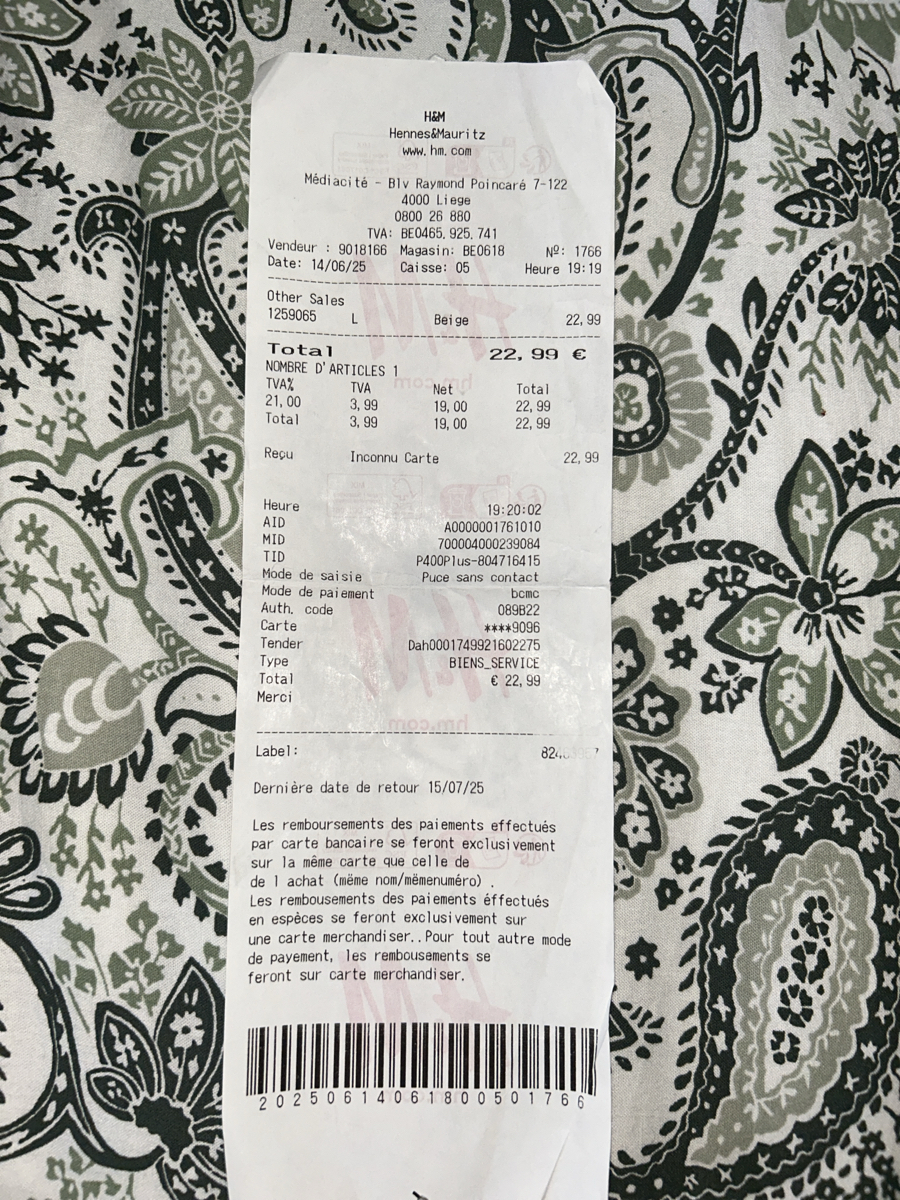 H&M
Hennes&Mauritz
www.hm.com
Médiacité - Blv Raymond Poincaré 7-122
4000 Liege
0800 26 880
TVA: BE0465.925.741
Vendeur : 9018166 Magasin: BE0618 Nº: 1766
Date: 14/06/25 Caisse: 05 Heure 19:19
Other Sales
1259065 L Beige 22,99
Total 22,99 €
NOMBRE D'ARTICLES 1
TVA% TVA Net Total
21,00 3,99 19,00 22,99
Total 3,99 19,00 22,99
Reçu Inconnu Carte 22,99
Heure 19:20:02
AID A0000001761010
MID 700004000239084
TID P400Plus-804716415
Mode de saisie Puce sans contact
Mode de paiement bcmc
Auth. code 089B22
Carte ****9096
Tender Dah0001749921602275
Type BIENS_SERVICE
Total € 22,99
Merci
Label:
Dernière date de retour 15/07/25
Les remboursements des paiements effectués
par carte bancaire se feront exclusivement
sur la même carte que celle de
de l achat (mëme nom/mëmenuméro) .
Les rembousements des paiements éffectués
en espèces se feront exclusivement sur
une carte merchandiser..Pour tout autre mode
de payement, les rembousements se
feront sur carte merchandiser.
2025061406180050 1766